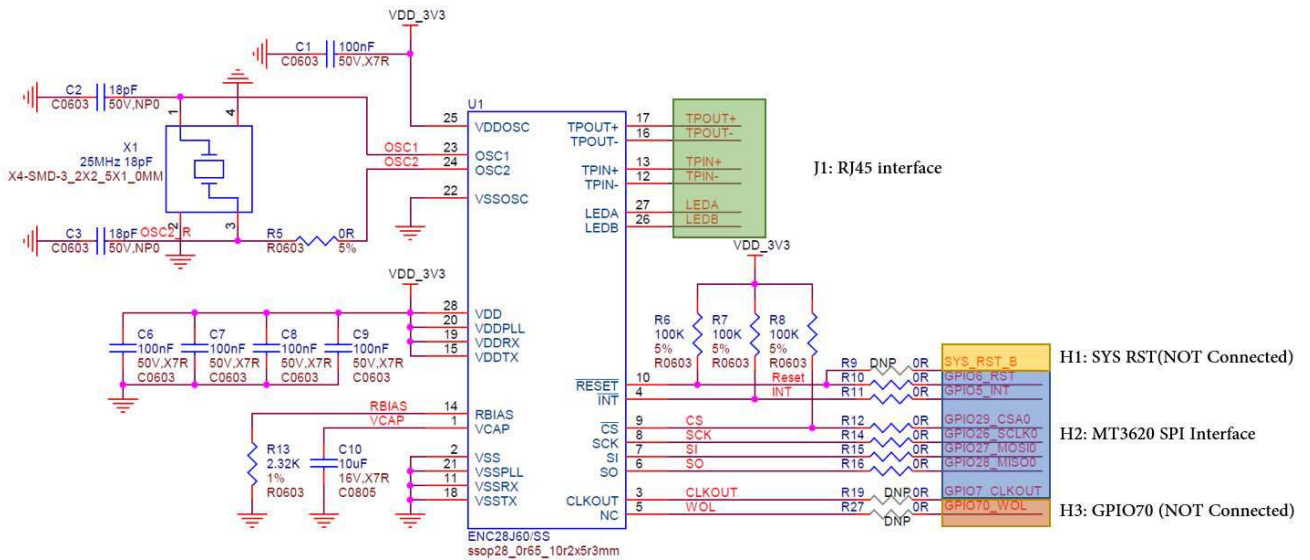 VDD_3V3
C1 100nF
C0603 50V,X7R
C2 18pF
C0603 50V,NP0
1
4
X1
25MHz 18pF
X4-SMD-3_2X2_5X1_0MM
2
3
C3 18pF
C0603 50V,NP0
OSC2_R
R5 0R
R0603 5%
OSC1
OSC2
VDD_3V3
C6
100nF
50V,X7R
C0603
C7
100nF
50V,X7R
C0603
C8
100nF
50V,X7R
C0603
C9
100nF
50V,X7R
C0603
RBIAS
VCAP
R13
2.32K
1%
R0603
C10
10uF
16V,X7R
C0805
U1
25 VDDOSC
23 OSC1
24 OSC2
22 VSSOSC
28 VDD
20 VDDPLL
19 VDDRX
15 VDDTX
14 RBIAS
1 VCAP
2 VSS
21 VSSPLL
11 VSSRX
18 VSSTX
TPOUT+ 17 TPOUT+
TPOUT- 16 TPOUT-
TPIN+ 13 TPIN+
TPIN- 12 TPIN-
LEDA 27 LEDA
LEDB 26 LEDB
J1: RJ45 interface
VDD_3V3
R6
100K
5%
R0603
R7
100K
5%
R0603
R8
100K
5%
R0603
R9 DNP 0R SYS_RST_B
RESET 10 Reset R10 0R GPIO6_RST
INT 4 INT R11 0R GPIO5_INT
CS 9 CS R12 0R GPIO29_CSA0
SCK 8 SCK R14 0R GPIO26_SCLK0
SI 7 SI R15 0R GPIO27_MOSI0
SO 6 SO R16 0R GPIO28_MISO0
CLKOUT 3 CLKOUT R19 DNP 0R GPIO7_CLKOUT
NC 5 WOL R27 DNP 0R GPIO70_WOL
H1: SYS RST(NOT Connected)
H2: MT3620 SPI Interface
H3: GPIO70 (NOT Connected)
ENC28J60/SS
ssop28_0r65_10r2x5r3mm